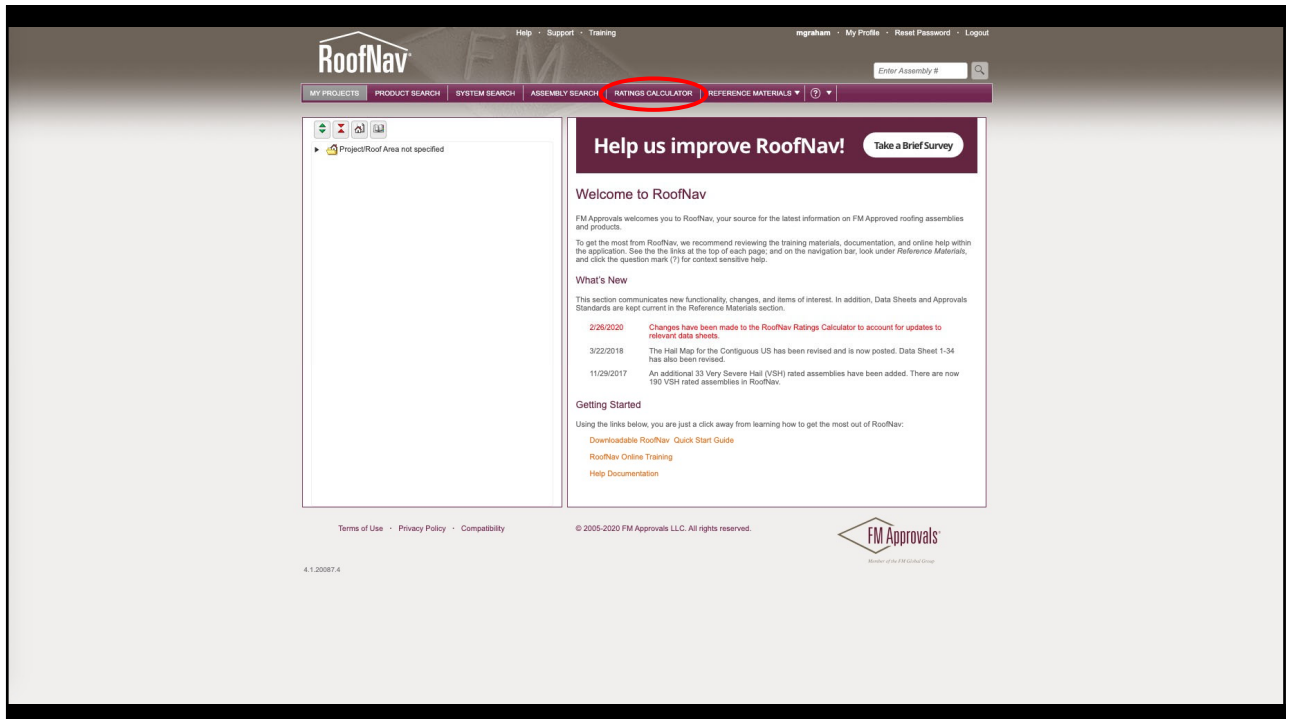 Help · Support · Training
mgraham · My Profile · Reset Password · Logout
RoofNav
Enter Assembly #
MY PROJECTS PRODUCT SEARCH SYSTEM SEARCH ASSEMBLY SEARCH RATINGS CALCULATOR REFERENCE MATERIALS ▼ ? ▼
Project/Roof Area not specified
Help us improve RoofNav! Take a Brief Survey
Welcome to RoofNav
FM Approvals welcomes you to RoofNav, your source for the latest information on FM Approved roofing assemblies
and products.
To get the most from RoofNav, we recommend reviewing the training materials, documentation, and online help within
the application. See the the links at the top of each page; and on the navigation bar, look under Reference Materials,
and click the question mark (?) for context sensitive help.
What's New
This section communicates new functionality, changes, and items of interest. In addition, Data Sheets and Approvals
Standards are kept current in the Reference Materials section.
2/26/2020 Changes have been made to the RoofNav Ratings Calculator to account for updates to
relevant data sheets.
3/22/2018 The Hail Map for the Contiguous US has been revised and is now posted. Data Sheet 1-34
has also been revised.
11/29/2017 An additional 33 Very Severe Hail (VSH) rated assemblies have been added. There are now
190 VSH rated assemblies in RoofNav.
Getting Started
Using the links below, you are just a click away from learning how to get the most out of RoofNav:
Downloadable RoofNav Quick Start Guide
RoofNav Online Training
Help Documentation
Terms of Use · Privacy Policy · Compatibility
© 2005-2020 FM Approvals LLC. All rights reserved.
FM Approvals
Member of the FM Global Group
4.1.20087.4